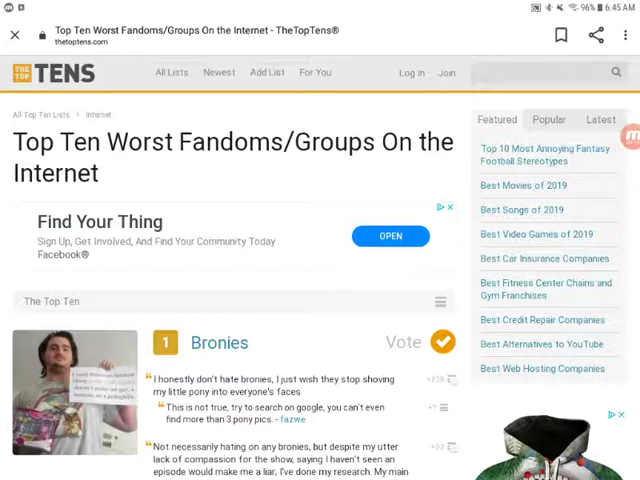 96% 6:45 AM
Top Ten Worst Fandoms/Groups On the Internet - TheTopTens®
thetoptens.com
THE TOP TENS
All Lists Newest Add List For You Log In Join
All Top Ten Lists > Internet
Top Ten Worst Fandoms/Groups On the
Internet
Find Your Thing
Sign Up, Get Involved, And Find Your Community Today
Facebook®
OPEN
The Top Ten
1 Bronies Vote
I honestly don't hate bronies, I just wish they stop shoving
my little pony into everyone's faces
This is not true, try to search on google, you can't even
find more than 3 pony pics. - fazwe
Not necessarily hating on any bronies, but despite my utter
lack of compassion for the show, saying I haven't seen an
episode would make me a liar, I've done my research. My main
Featured Popular Latest
Top 10 Most Annoying Fantasy
Football Stereotypes
Best Movies of 2019
Best Songs of 2019
Best Video Games of 2019
Best Car Insurance Companies
Best Fitness Center Chains and
Gym Franchises
Best Credit Repair Companies
Best Alternatives to YouTube
Best Web Hosting Companies